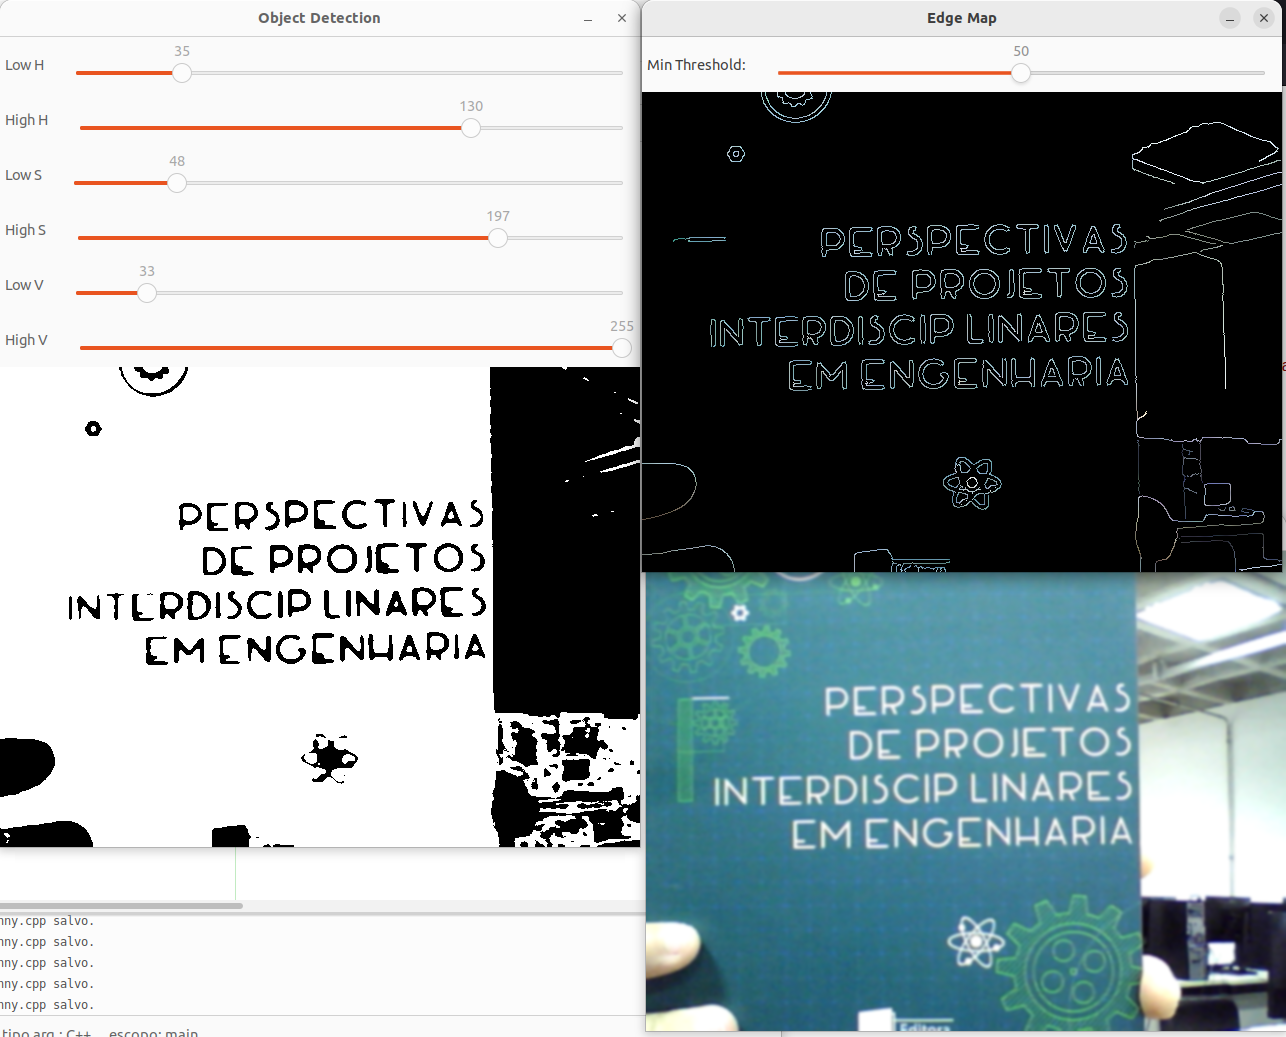 Object Detection
Low H
35
High H
130
Low S
48
High S
197
Low V
33
High V
255
PERSPECTIVAS
DE PROJETOS
INTERDISCIP LINARES
EM ENGENHARIA
nny.cpp salvo.
nny.cpp salvo.
nny.cpp salvo.
nny.cpp salvo.
nny.cpp salvo.
tipo arq.: C++ escopo: main
Edge Map
Min Threshold:
50
PERSPECTIVAS
DE PROJETOS
INTERDISCIP LINARES
EM ENGENHARIA
PERSPECTIVAS
DE PROJETOS
INTERDISCIP LINARES
EM ENGENHARIA
Editora